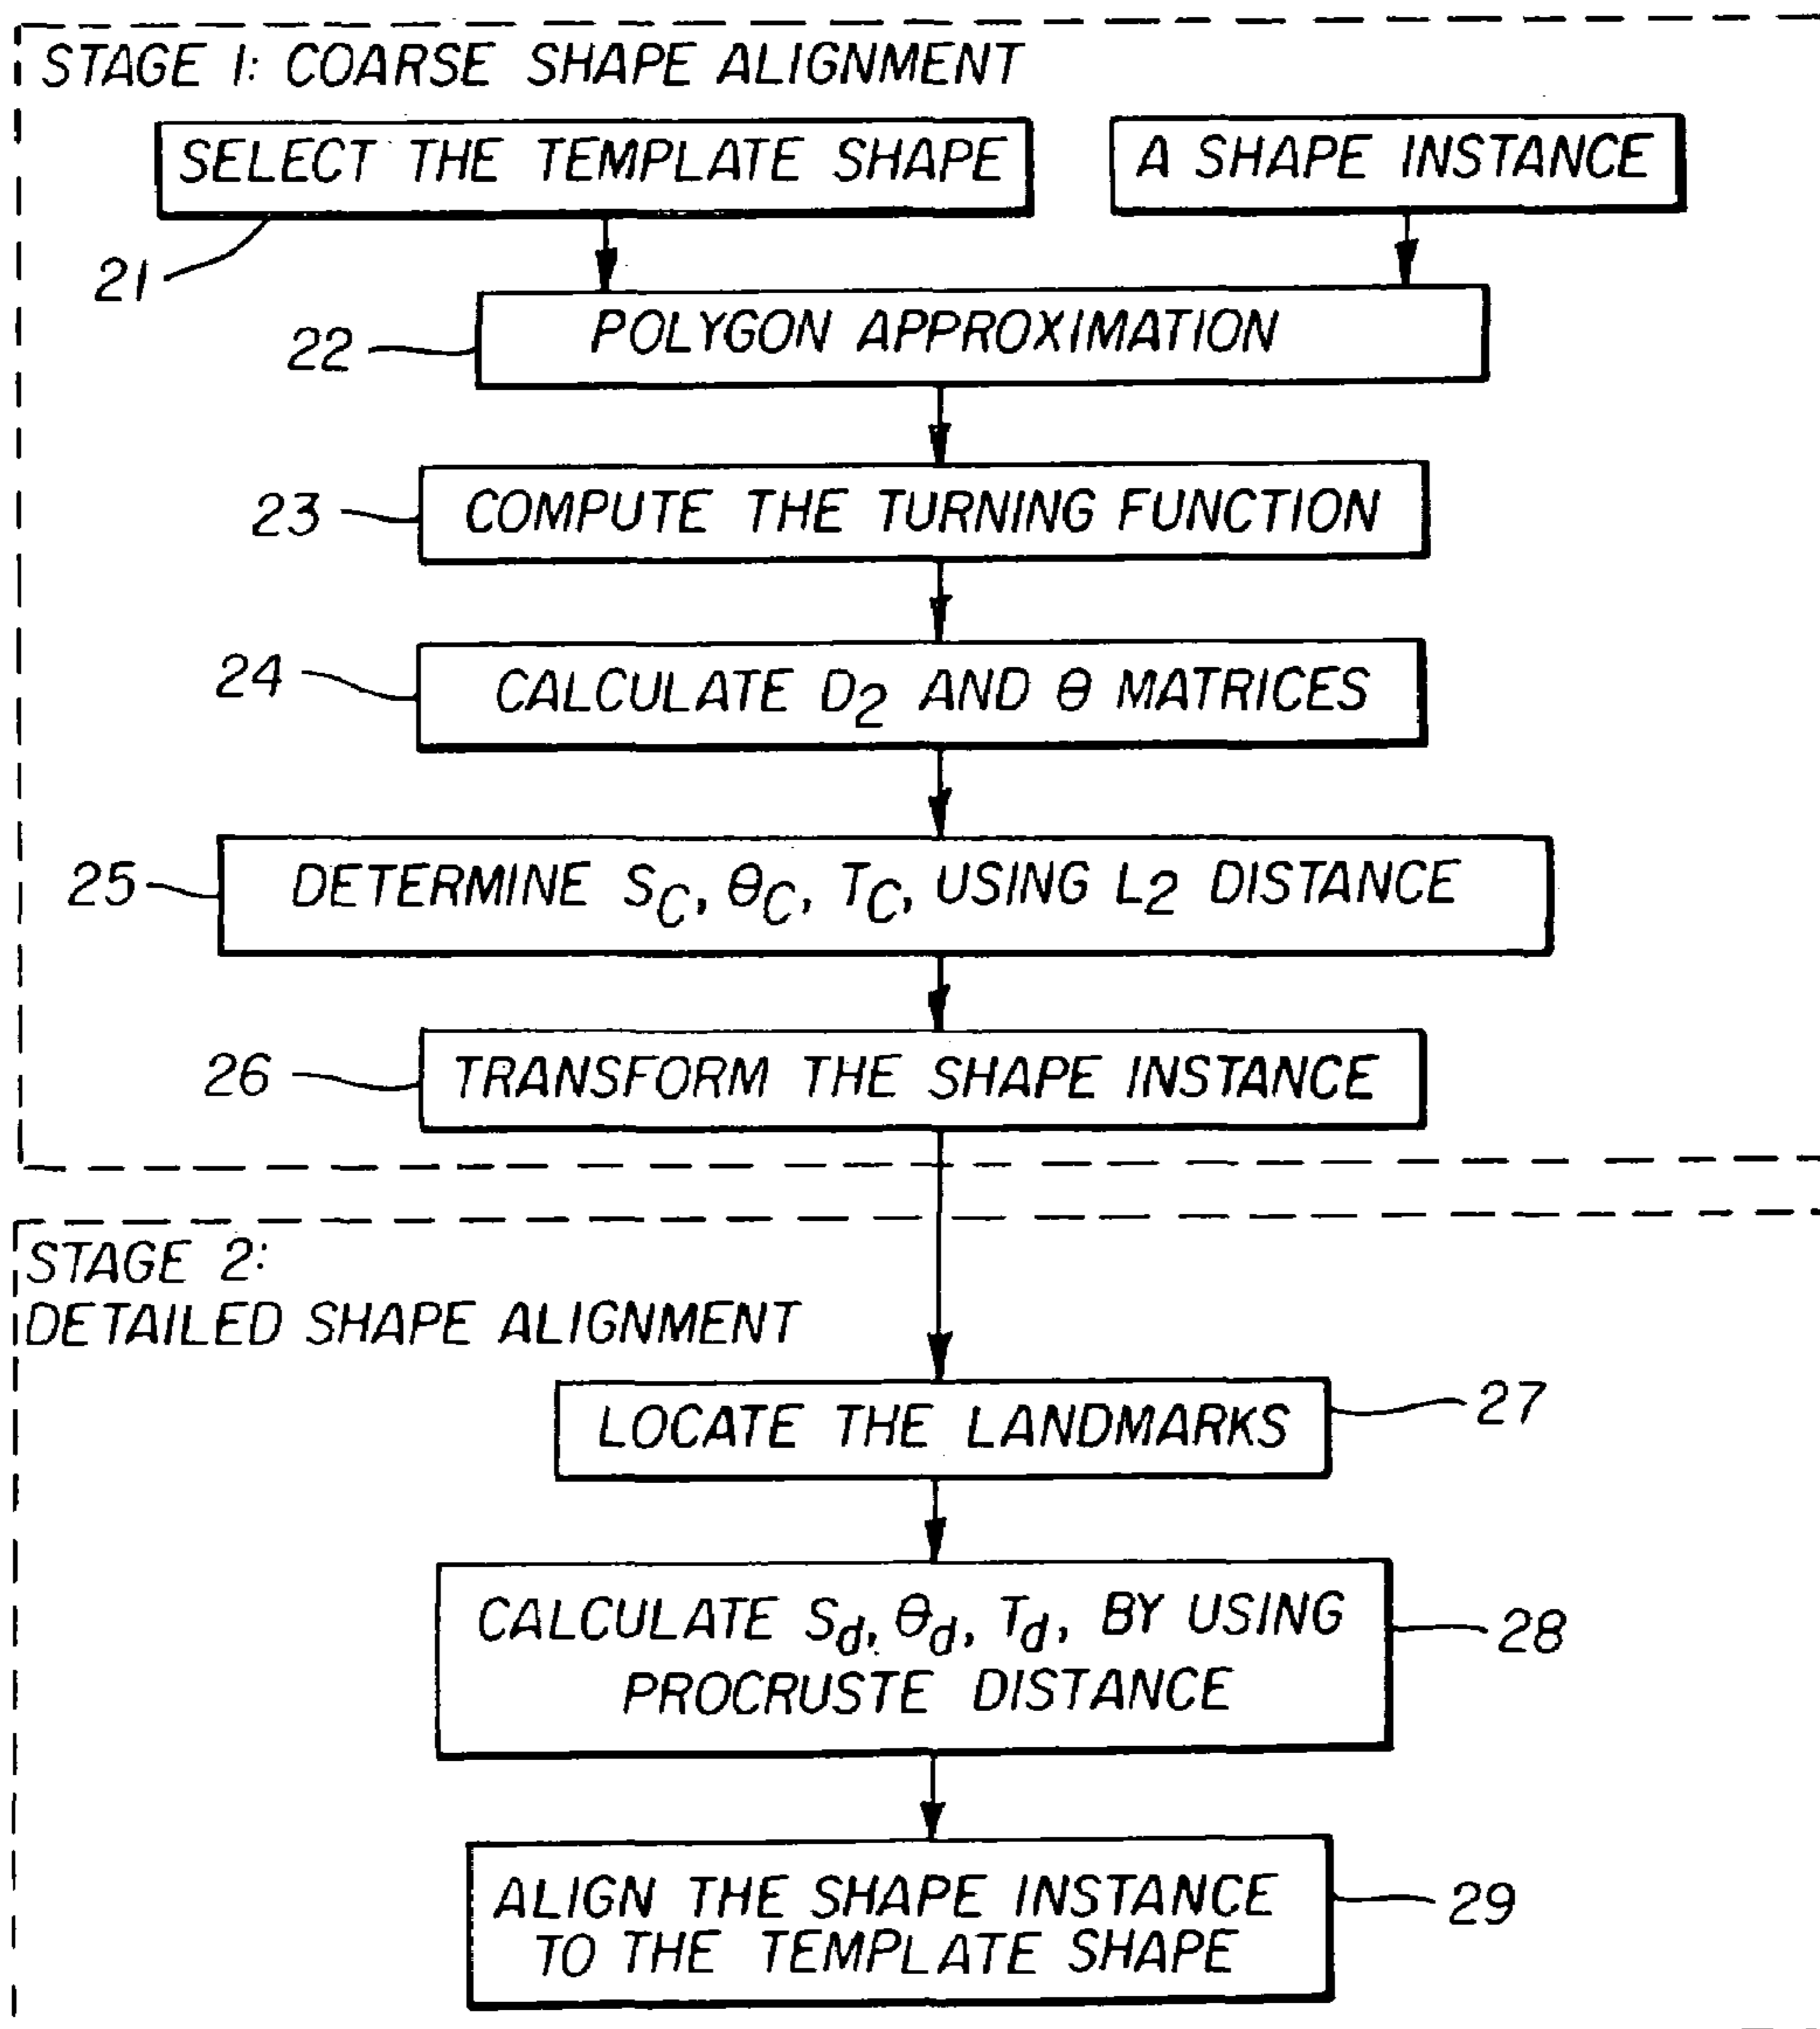 STAGE 1: COARSE SHAPE ALIGNMENT
SELECT THE TEMPLATE SHAPE
A SHAPE INSTANCE
21
22
POLYGON APPROXIMATION
23
COMPUTE THE TURNING FUNCTION
24
CALCULATE D2 AND θ MATRICES
25
DETERMINE SC, θC, TC, USING L2 DISTANCE
26
TRANSFORM THE SHAPE INSTANCE
STAGE 2:
DETAILED SHAPE ALIGNMENT
LOCATE THE LANDMARKS
27
CALCULATE Sd, θd, Td, BY USING
PROCRUSTE DISTANCE
28
ALIGN THE SHAPE INSTANCE
TO THE TEMPLATE SHAPE
29